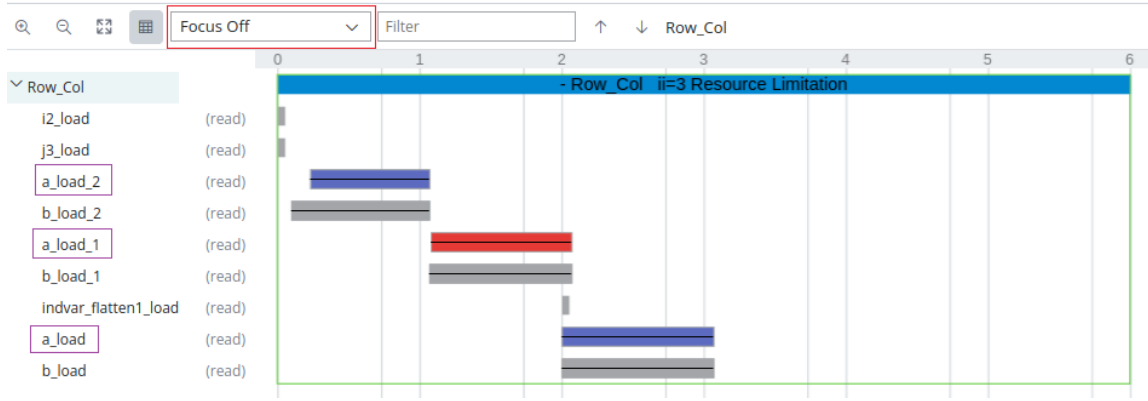 Focus Off Filter Row_Col
0 1 2 3 4 5 6
Row_Col - Row_Col ii=3 Resource Limitation
i2_load (read)
j3_load (read)
a_load_2 (read)
b_load_2 (read)
a_load_1 (read)
b_load_1 (read)
indvar_flatten1_load (read)
a_load (read)
b_load (read)